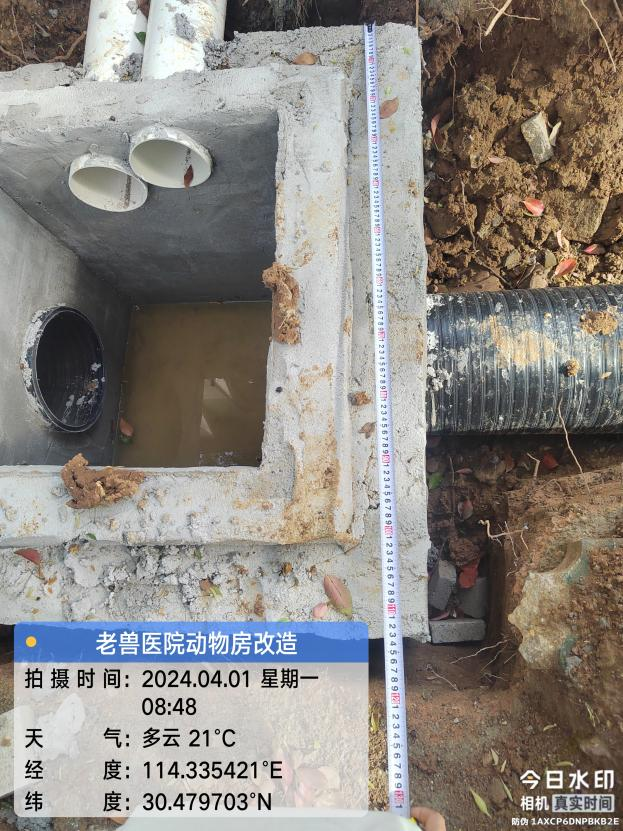 老兽医院动物房改造
拍摄时间: 2024.04.01 星期一
08:48
天 气: 多云 21°C
经 度: 114.335421°E
纬 度: 30.479703°N
今日水印
相机 真实时间
防伪 1AXCP6DNPBKB2E